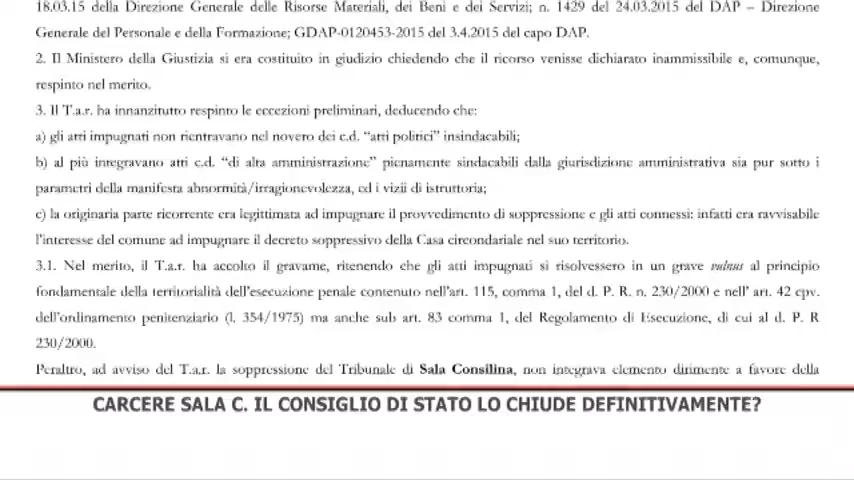 18.03.15 della Direzione Generale delle Risorse Materiali, dei Beni e dei Servizi; n. 1429 del 24.03.2015 del DAP – Direzione
Generale del Personale e della Formazione; GDAP-0120453-2015 del 3.4.2015 del capo DAP.
2. Il Ministero della Giustizia si era costituito in giudizio chiedendo che il ricorso venisse dichiarato inammissibile e, comunque,
respinto nel merito.
3. Il T.a.r. ha innanzitutto respinto le eccezioni preliminari, deducendo che:
a) gli atti impugnati non rientravano nel novero dei c.d. “atti politici” insindacabili;
b) al più integravano atti c.d. “di alta amministrazione” pienamente sindacabili dalla giurisdizione amministrativa sia pur sotto i
parametri della manifesta abnormità/irragionevolezza, ed i vizii di istruttoria;
c) la originaria parte ricorrente era legittimata ad impugnare il provvedimento di soppressione e gli atti connessi: infatti era ravvisabile
l’interesse del comune ad impugnare il decreto soppressivo della Casa circondariale nel suo territorio.
3.1. Nel merito, il T.a.r. ha accolto il gravame, ritenendo che gli atti impugnati si risolvessero in un grave vulnus al principio
fondamentale della territorialità dell’esecuzione penale contenuto nell’art. 115, comma 1, del d. P. R. n. 230/2000 e nell’ art. 42 cpv.
dell’ordinamento penitenziario (l. 354/1975) ma anche sub art. 83 comma 1, del Regolamento di Esecuzione, di cui al d. P. R
230/2000.
Peraltro, ad avviso del T.a.r. la soppressione del Tribunale di Sala Consilina, non integrava elemento dirimente a favore della
CARCERE SALA C. IL CONSIGLIO DI STATO LO CHIUDE DEFINITIVAMENTE?